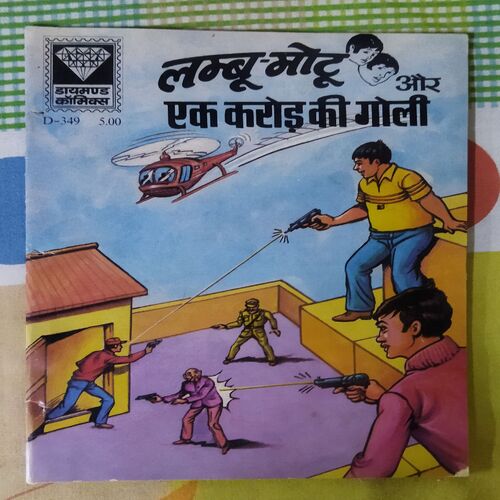 डायमण्ड
कॉमिक्स
D-349 5.00
लम्बू-मोटू
और
एक करोड़ की गोली